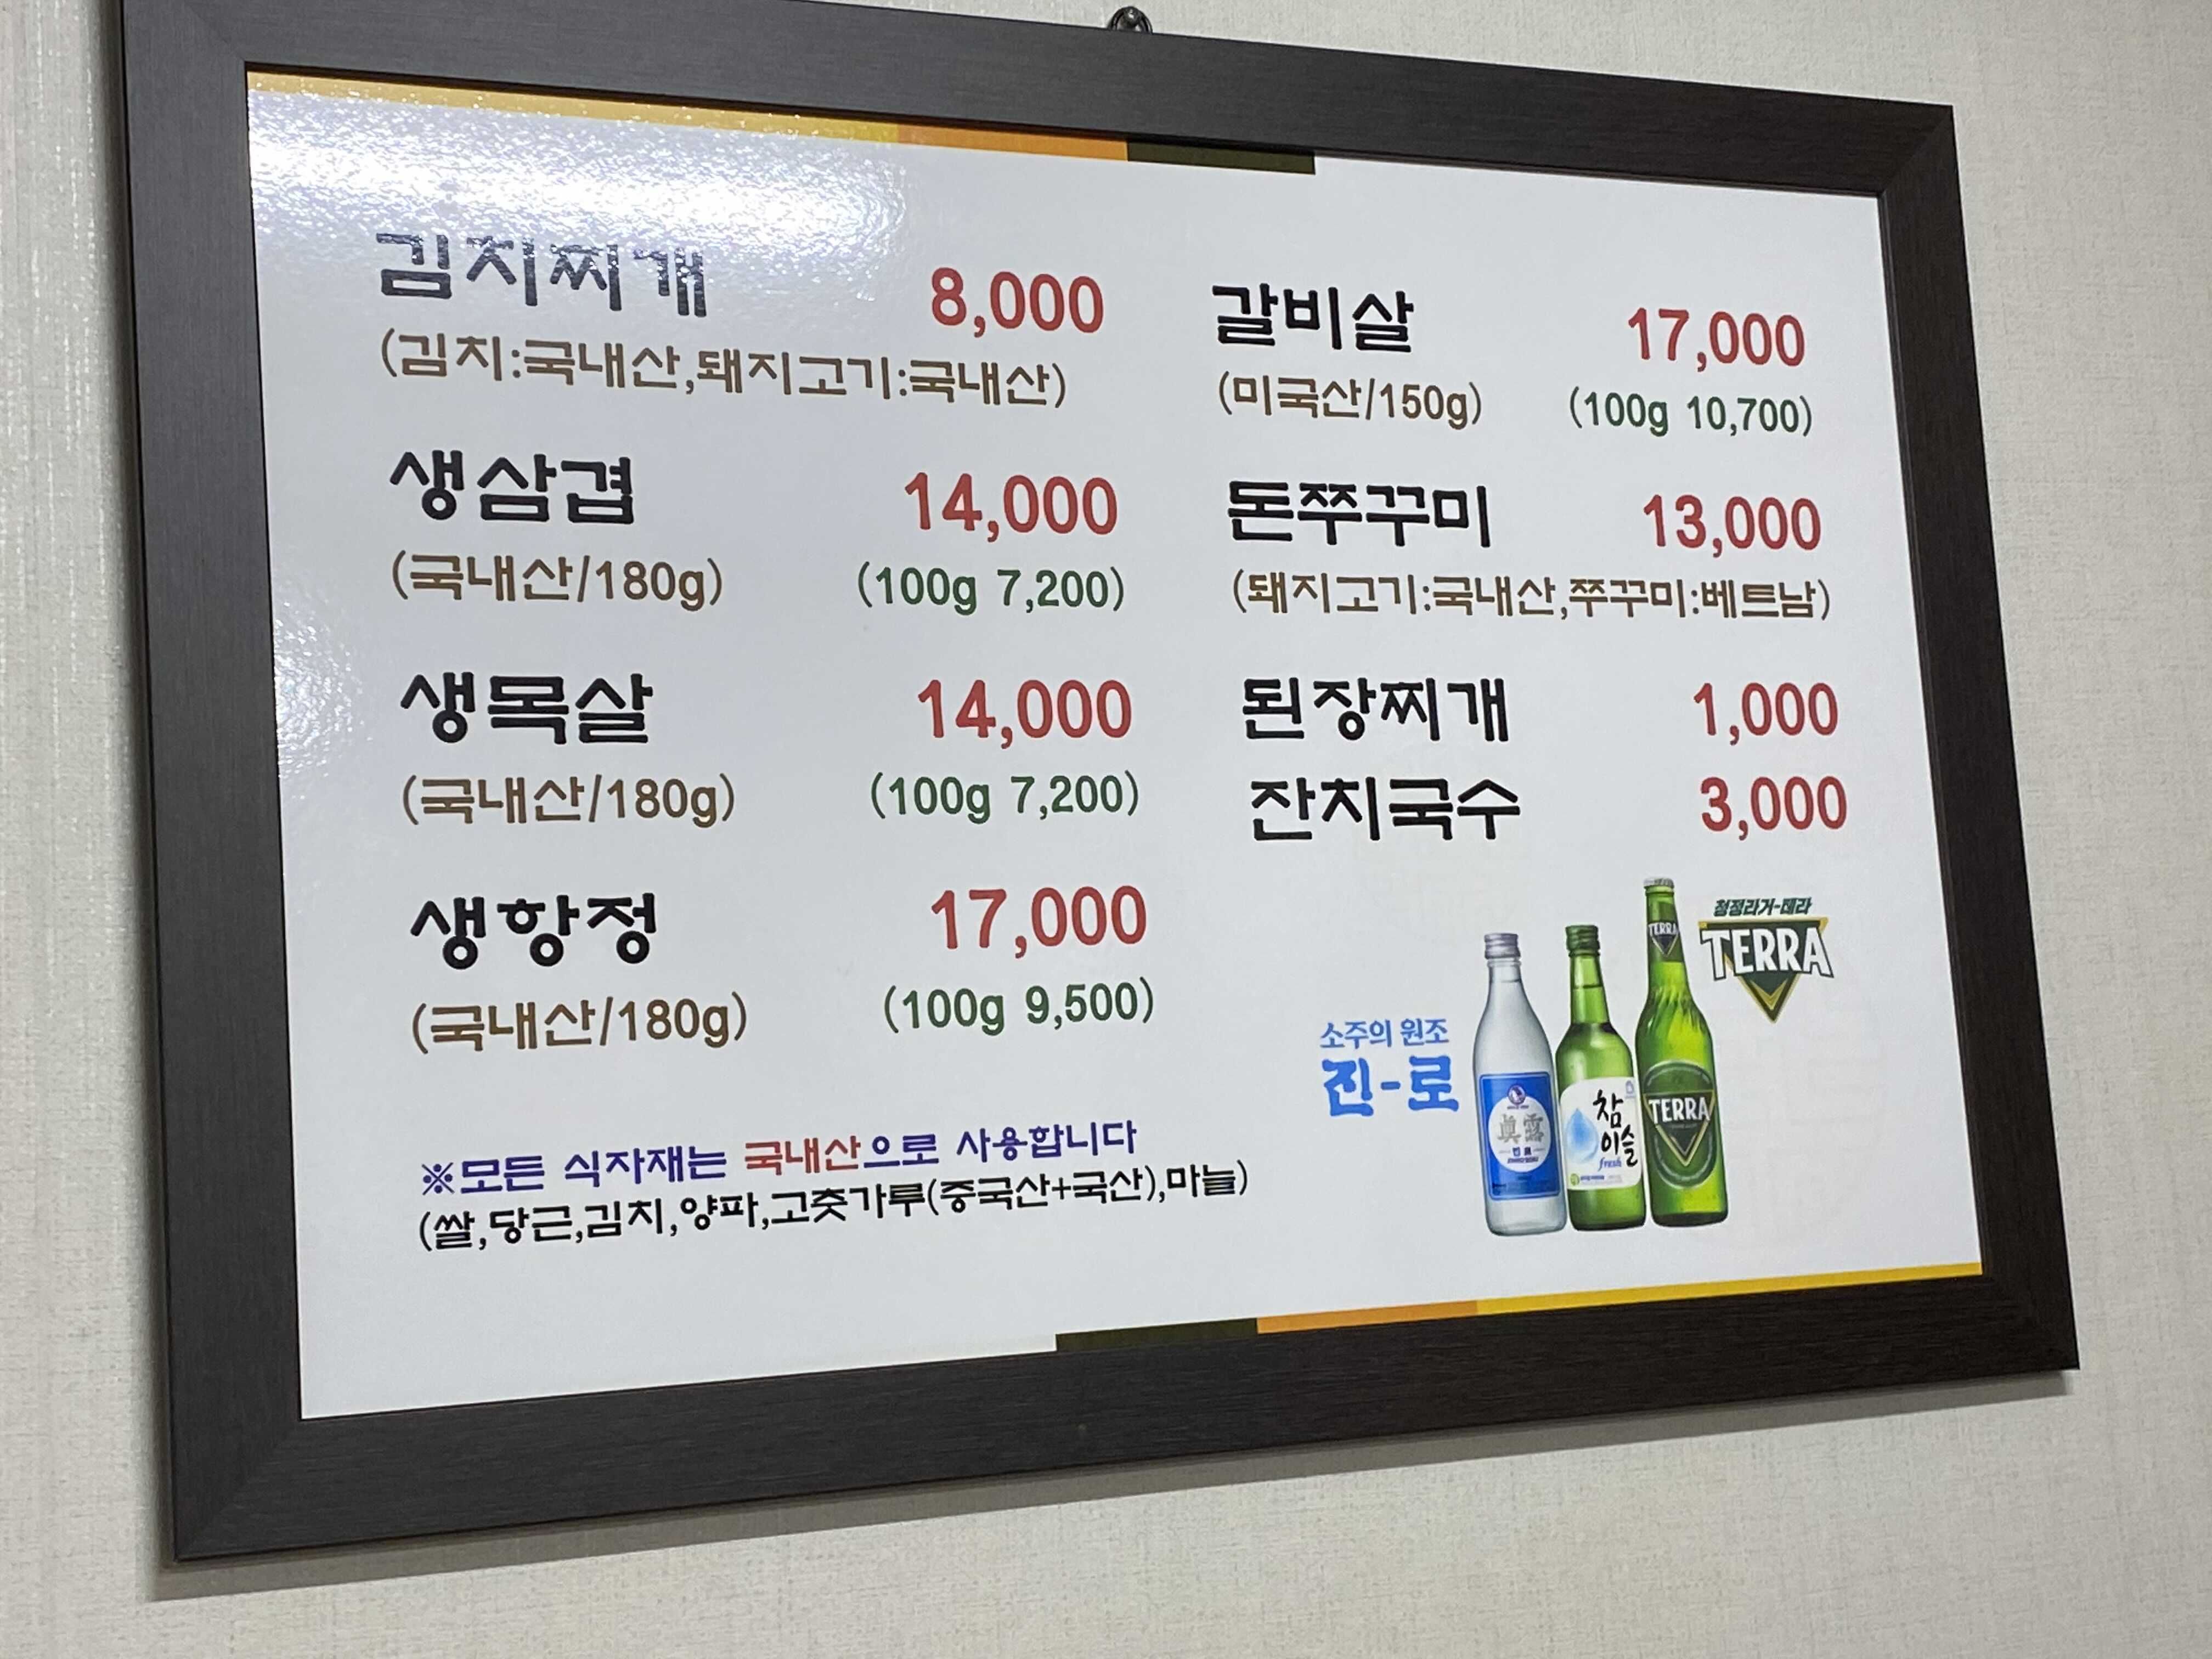 김치찌개 8,000
(김치:국내산,돼지고기:국내산)
생삼겹 14,000
(국내산/180g) (100g 7,200)
생목살 14,000
(국내산/180g) (100g 7,200)
생항정 17,000
(국내산/180g) (100g 9,500)
※모든 식자재는 국내산으로 사용합니다
(쌀,당근,김치,양파,고춧가루(중국산+국산),마늘)
갈비살 17,000
(미국산/150g) (100g 10,700)
돈쭈꾸미 13,000
(돼지고기:국내산,쭈꾸미:베트남)
된장찌개 1,000
잔치국수 3,000
청정라거-테라
TERRA
소주의 원조
진-로
眞露
참
이슬
fresh
TERRA
TERRA